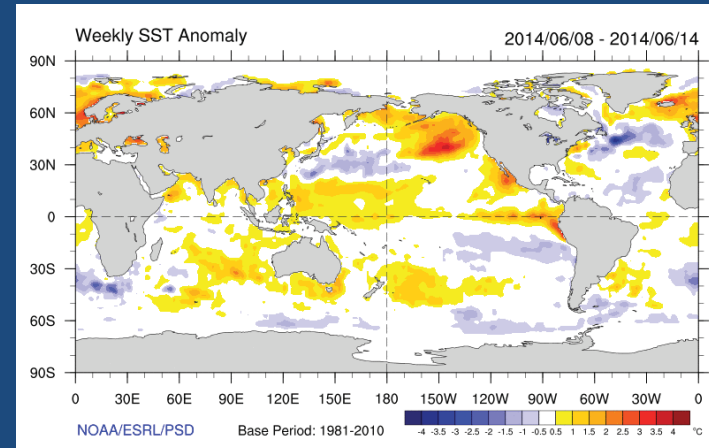 Weekly SST Anomaly 2014/06/08 - 2014/06/14
90N
60N
30N
0
30S
60S
90S
0 30E 60E 90E 120E 150E 180 150W 120W 90W 60W 30W 0
NOAA/ESRL/PSD Base Period: 1981-2010
-4 -3.5 -3 -2.5 -2 -1.5 -1 -0.5 0.5 1 1.5 2 2.5 3 3.5 4 °C